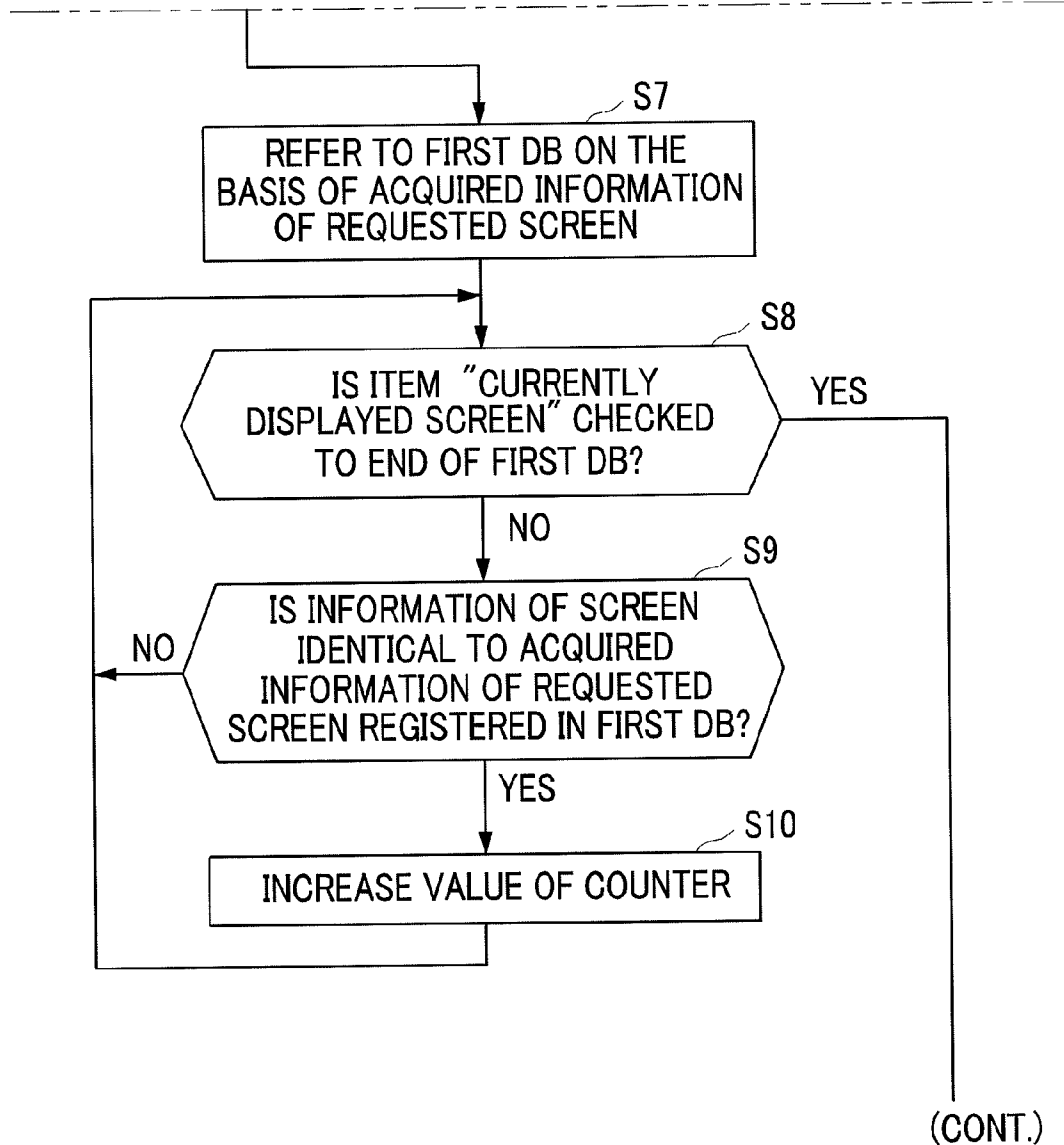 S7
REFER TO FIRST DB ON THE
BASIS OF ACQUIRED INFORMATION
OF REQUESTED SCREEN
S8
IS ITEM "CURRENTLY
DISPLAYED SCREEN" CHECKED
TO END OF FIRST DB?
YES
NO
S9
IS INFORMATION OF SCREEN
IDENTICAL TO ACQUIRED
INFORMATION OF REQUESTED
SCREEN REGISTERED IN FIRST DB?
NO
YES
S10
INCREASE VALUE OF COUNTER
(CONT.)